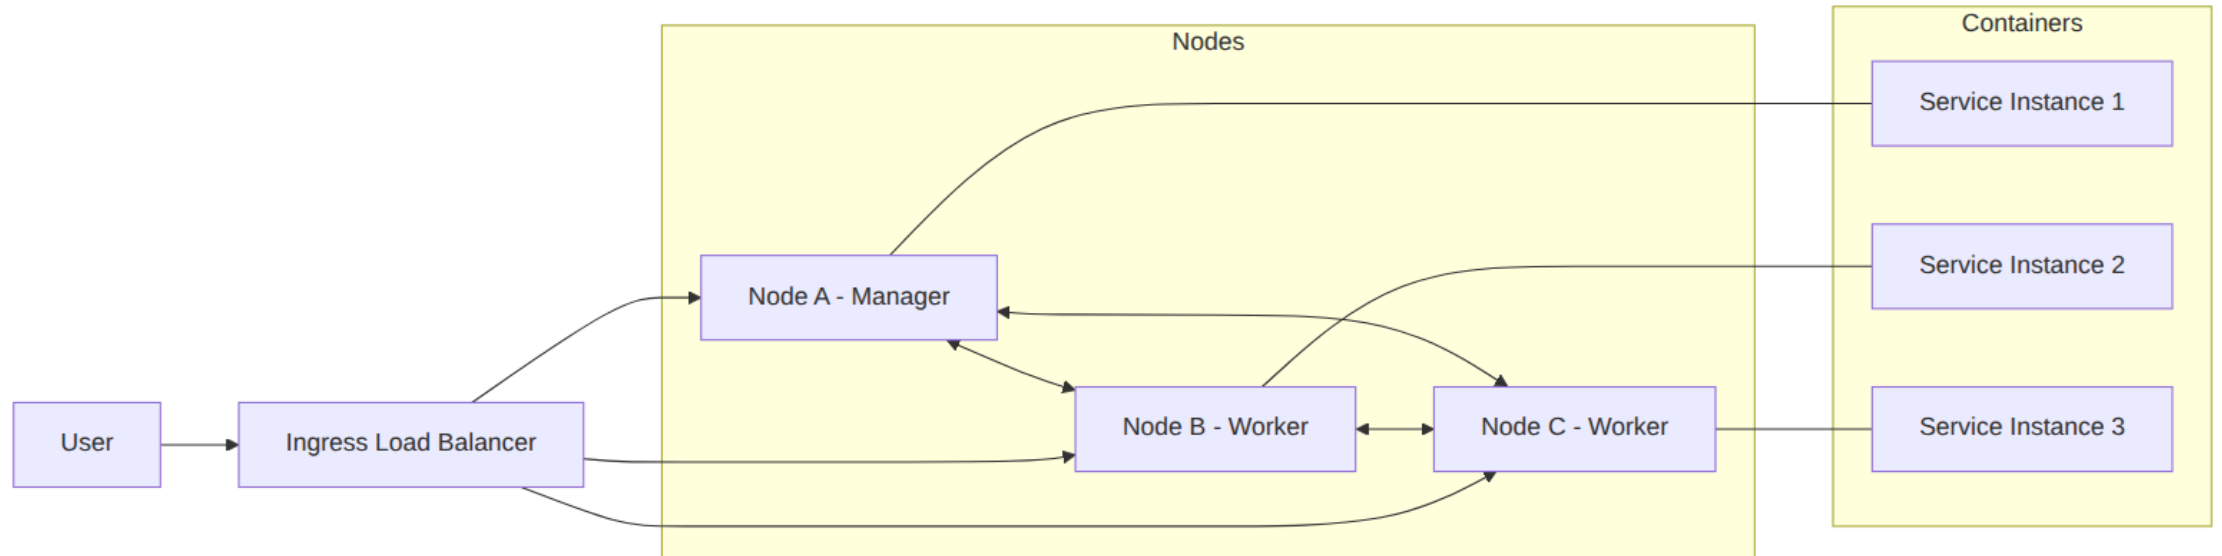 Nodes
Containers
Service Instance 1
Service Instance 2
Node A - Manager
User
Ingress Load Balancer
Node B - Worker
Node C - Worker
Service Instance 3